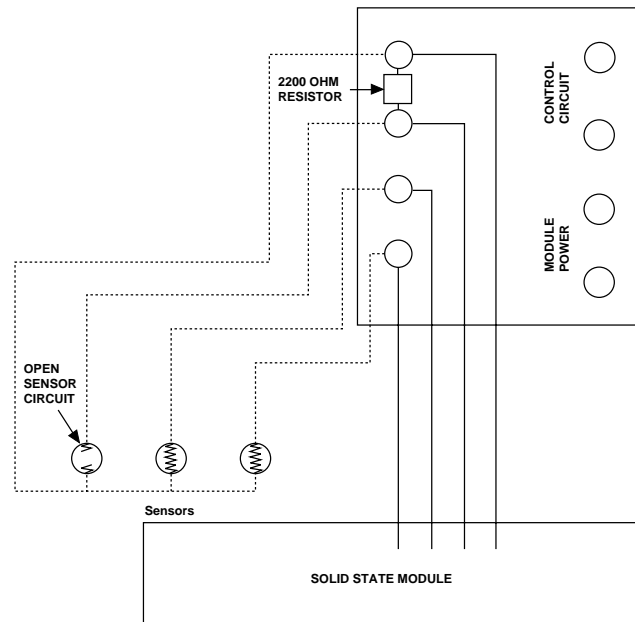 2200 OHM
RESISTOR
CONTROL
CIRCUIT
MODULE
POWER
OPEN
SENSOR
CIRCUIT
Sensors
SOLID STATE MODULE